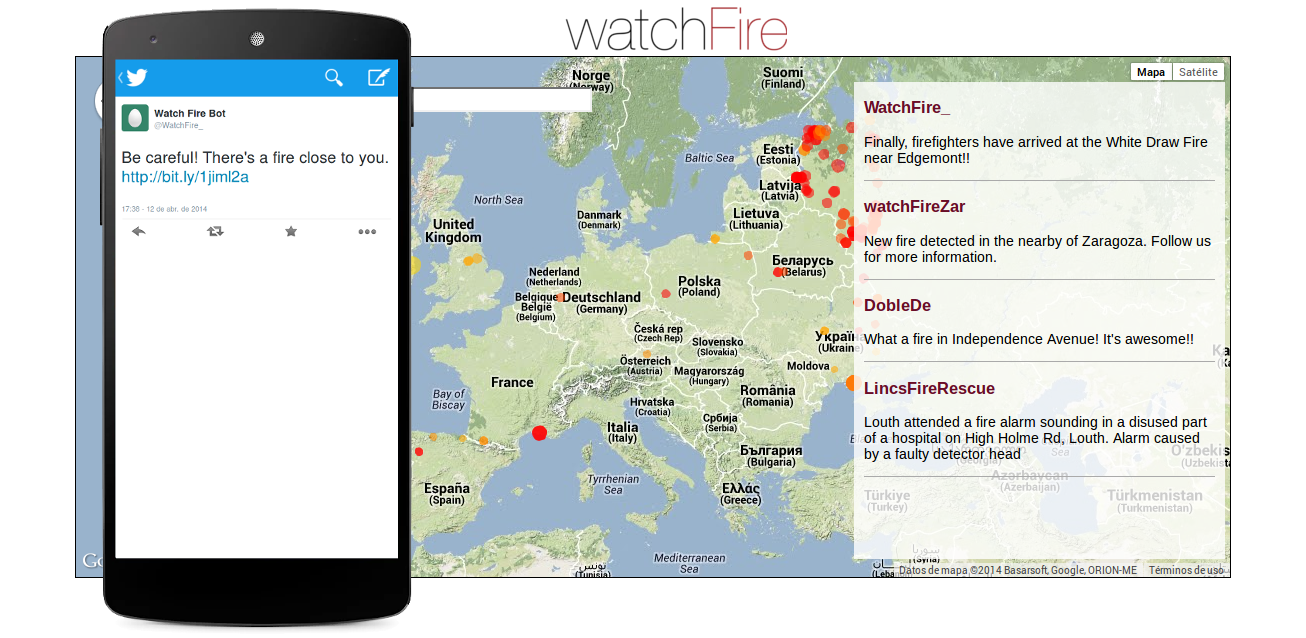 watchFire
Watch Fire Bot
@WatchFire_
Be careful! There's a fire close to you.
http://bit.ly/1jiml2a
17:36 - 12 de abr. de 2014
Mapa
Satélite
WatchFire_
Finally, firefighters have arrived at the White Draw Fire
near Edgemont!!
watchFireZar
New fire detected in the nearby of Zaragoza. Follow us
for more information.
DobleDe
What a fire in Independence Avenue! It's awesome!!
LincsFireRescue
Louth attended a fire alarm sounding in a disused part
of a hospital on High Holme Rd, Louth. Alarm caused
by a faulty detector head
Norge
(Norway)
Suomi
(Finland)
Eesti
(Estonia)
Baltic Sea
Latvija
(Latvia)
North Sea
Danmark
(Denmark)
Lietuva
(Lithuania)
United
Kingdom
Беларусь
(Belarus)
Nederland
(Netherlands)
Polska
(Poland)
Belgique
België
(Belgium)
Deutschland
(Germany)
Česká rep
(Czech Rep)
Slovensko
(Slovakia)
Україна
(Ukraine)
Österreich
(Austria)
Magyarország
(Hungary)
Moldova
France
România
(Romania)
Bay of
Biscay
Hrvatska
(Croatia)
Србија
(Serbia)
Italia
(Italy)
България
(Bulgaria)
Azərbaycan
(Azerbaijan)
España
(Spain)
Tyrrhenian
Sea
Ελλάς
(Greece)
Türkiye
(Turkey)
Türkmenistan
(Turkmenistan)
Mediterranean
Sea
تونس
(Tunisia)
سوريا
(Syria)
Datos de mapa ©2014 Basarsoft, Google, ORION-ME
Términos de uso